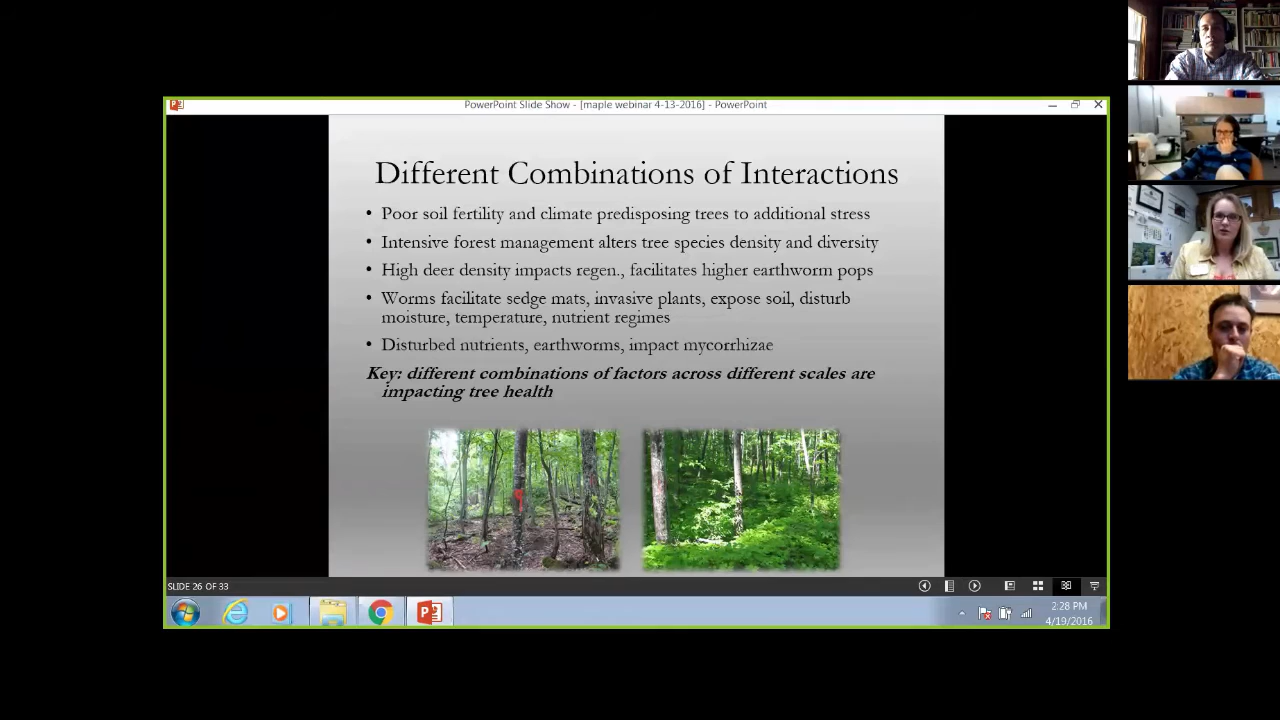 PowerPoint Slide Show - [maple webinar 4-13-2016] - PowerPoint
Different Combinations of Interactions
• Poor soil fertility and climate predisposing trees to additional stress
• Intensive forest management alters tree species density and diversity
• High deer density impacts regen., facilitates higher earthworm pops
• Worms facilitate sedge mats, invasive plants, expose soil, disturb
moisture, temperature, nutrient regimes
• Disturbed nutrients, earthworms, impact mycorrhizae
Key: different combinations of factors across different scales are
impacting tree health
SLIDE 26 OF 33
2:28 PM
4/19/2016